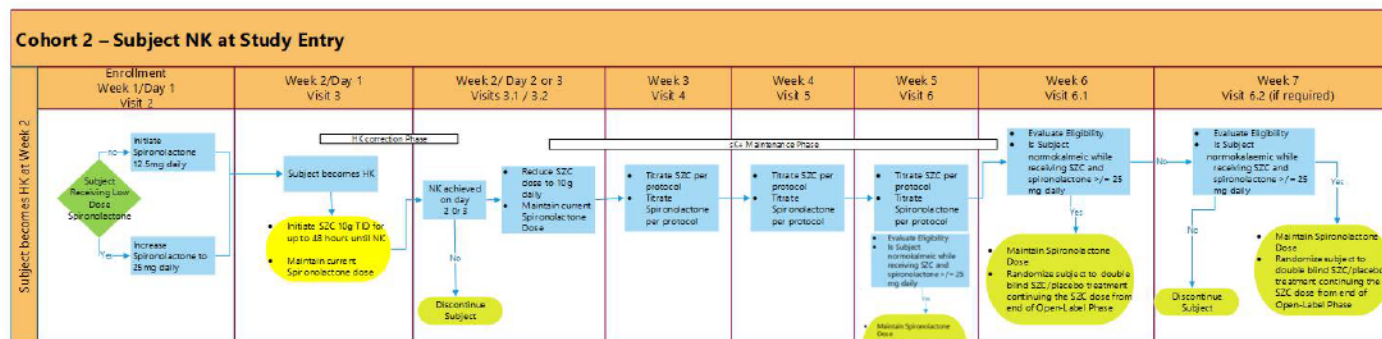 Cohort 2 – Subject NK at Study Entry
Subject becomes HK at Week 2
Enrollment
Week 1/Day 1
Visit 2
Week 2/Day 1
Visit 3
Week 2/ Day 2 or 3
Visits 3.1 / 3.2
Week 3
Visit 4
Week 4
Visit 5
Week 5
Visit 6
Week 6
Visit 6.1
Week 7
Visit 6.2 (if required)
HK correction Phase
sK+ Maintenance Phase
Subject
Receiving Low
Dose
Spironolactone
no
Initiate
Spironolactone
12.5mg daily
Yes
Increase
Spironolactone to
25mg daily
Subject becomes HK
• Initiate SZC 10g TID for
up to 48 hours until NK
• Maintain current
Spironolactone dose
NK achieved
on day
2 0r 3
No
Discontinue
Subject
• Reduce SZC
dose to 10g
daily
• Maintain current
Spironolactone
Dose
• Titrate SZC per
protocol
• Titrate
Spironolactone
per protocol
• Titrate SZC per
protocol
• Titrate
Spironolactone
per protocol
• Titrate SZC per
protocol
• Titrate
Spironolactone
per protocol
• Evaluate Eligibility
• Is Subject
normokalmeic while
receiving SZC and
spironolactone >/= 25
mg daily
Yes
• Maintain Spironolactone
Dose
• Evaluate Eligibility
• Is Subject
normokalmeic while
receiving SZC and
spironolactone >/= 25
mg daily
No
Yes
• Maintain Spironolactone
Dose
• Randomize subject to double
blind SZC/placebo treatment
continuing the SZC dose from
end of Open-Label Phase
• Evaluate Eligibility
• Is Subject
normokalaemic while
receiving SZC and
spironolactone >/= 25
mg daily
No
Discontinue
Subject
Yes
• Maintain Spironolactone
Dose
• Randomize subject to
double blind SZC/placebo
treatment continuing the
SZC dose from end of
Open-Label Phase